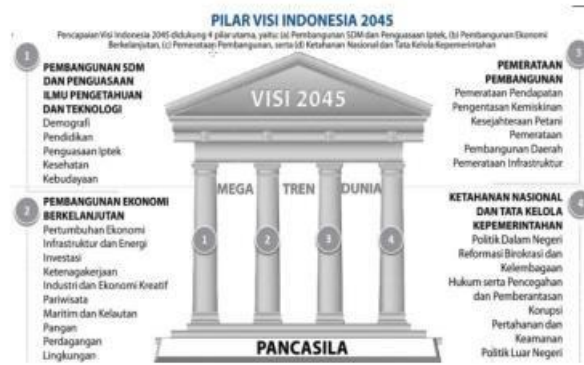 PILAR VISI INDONESIA 2045
Pencapaian Visi Indonesia 2045 didukung 4 pilar utama, yaitu: (a) Pembangunan SDM dan Penguasaan Iptek, (b) Pembangunan Ekonomi
Berkelanjutan, (c) Pemerataan Pembangunan, serta (d) Ketahanan Nasional dan Tata Kelola Kepemerintahan
1
PEMBANGUNAN SDM
DAN PENGUASAAN
ILMU PENGETAHUAN
DAN TEKNOLOGI
Demografi
Pendidikan
Penguasaan Iptek
Kesehatan
Kebudayaan
2
PEMBANGUNAN EKONOMI
BERKELANJUTAN
Pertumbuhan Ekonomi
Infrastruktur dan Energi
Investasi
Ketenagakerjaan
Industri dan Ekonomi Kreatif
Pariwisata
Maritim dan Kelautan
Pangan
Perdagangan
Lingkungan
VISI 2045
MEGA TREN DUNIA
1 2 3 4
PANCASILA
3
PEMERATAAN
PEMBANGUNAN
Pemerataan Pendapatan
Pengentasan Kemiskinan
Kesejahteraan Petani
Pemerataan
Pembangunan Daerah
Pemerataan Infrastruktur
4
KETAHANAN NASIONAL
DAN TATA KELOLA
KEPEMERINTAHAN
Politik Dalam Negeri
Reformasi Birokrasi dan
Kelembagaan
Hukum serta Pencegahan
dan Pemberantasan
Korupsi
Pertahanan dan
Keamanan
Politik Luar Negeri